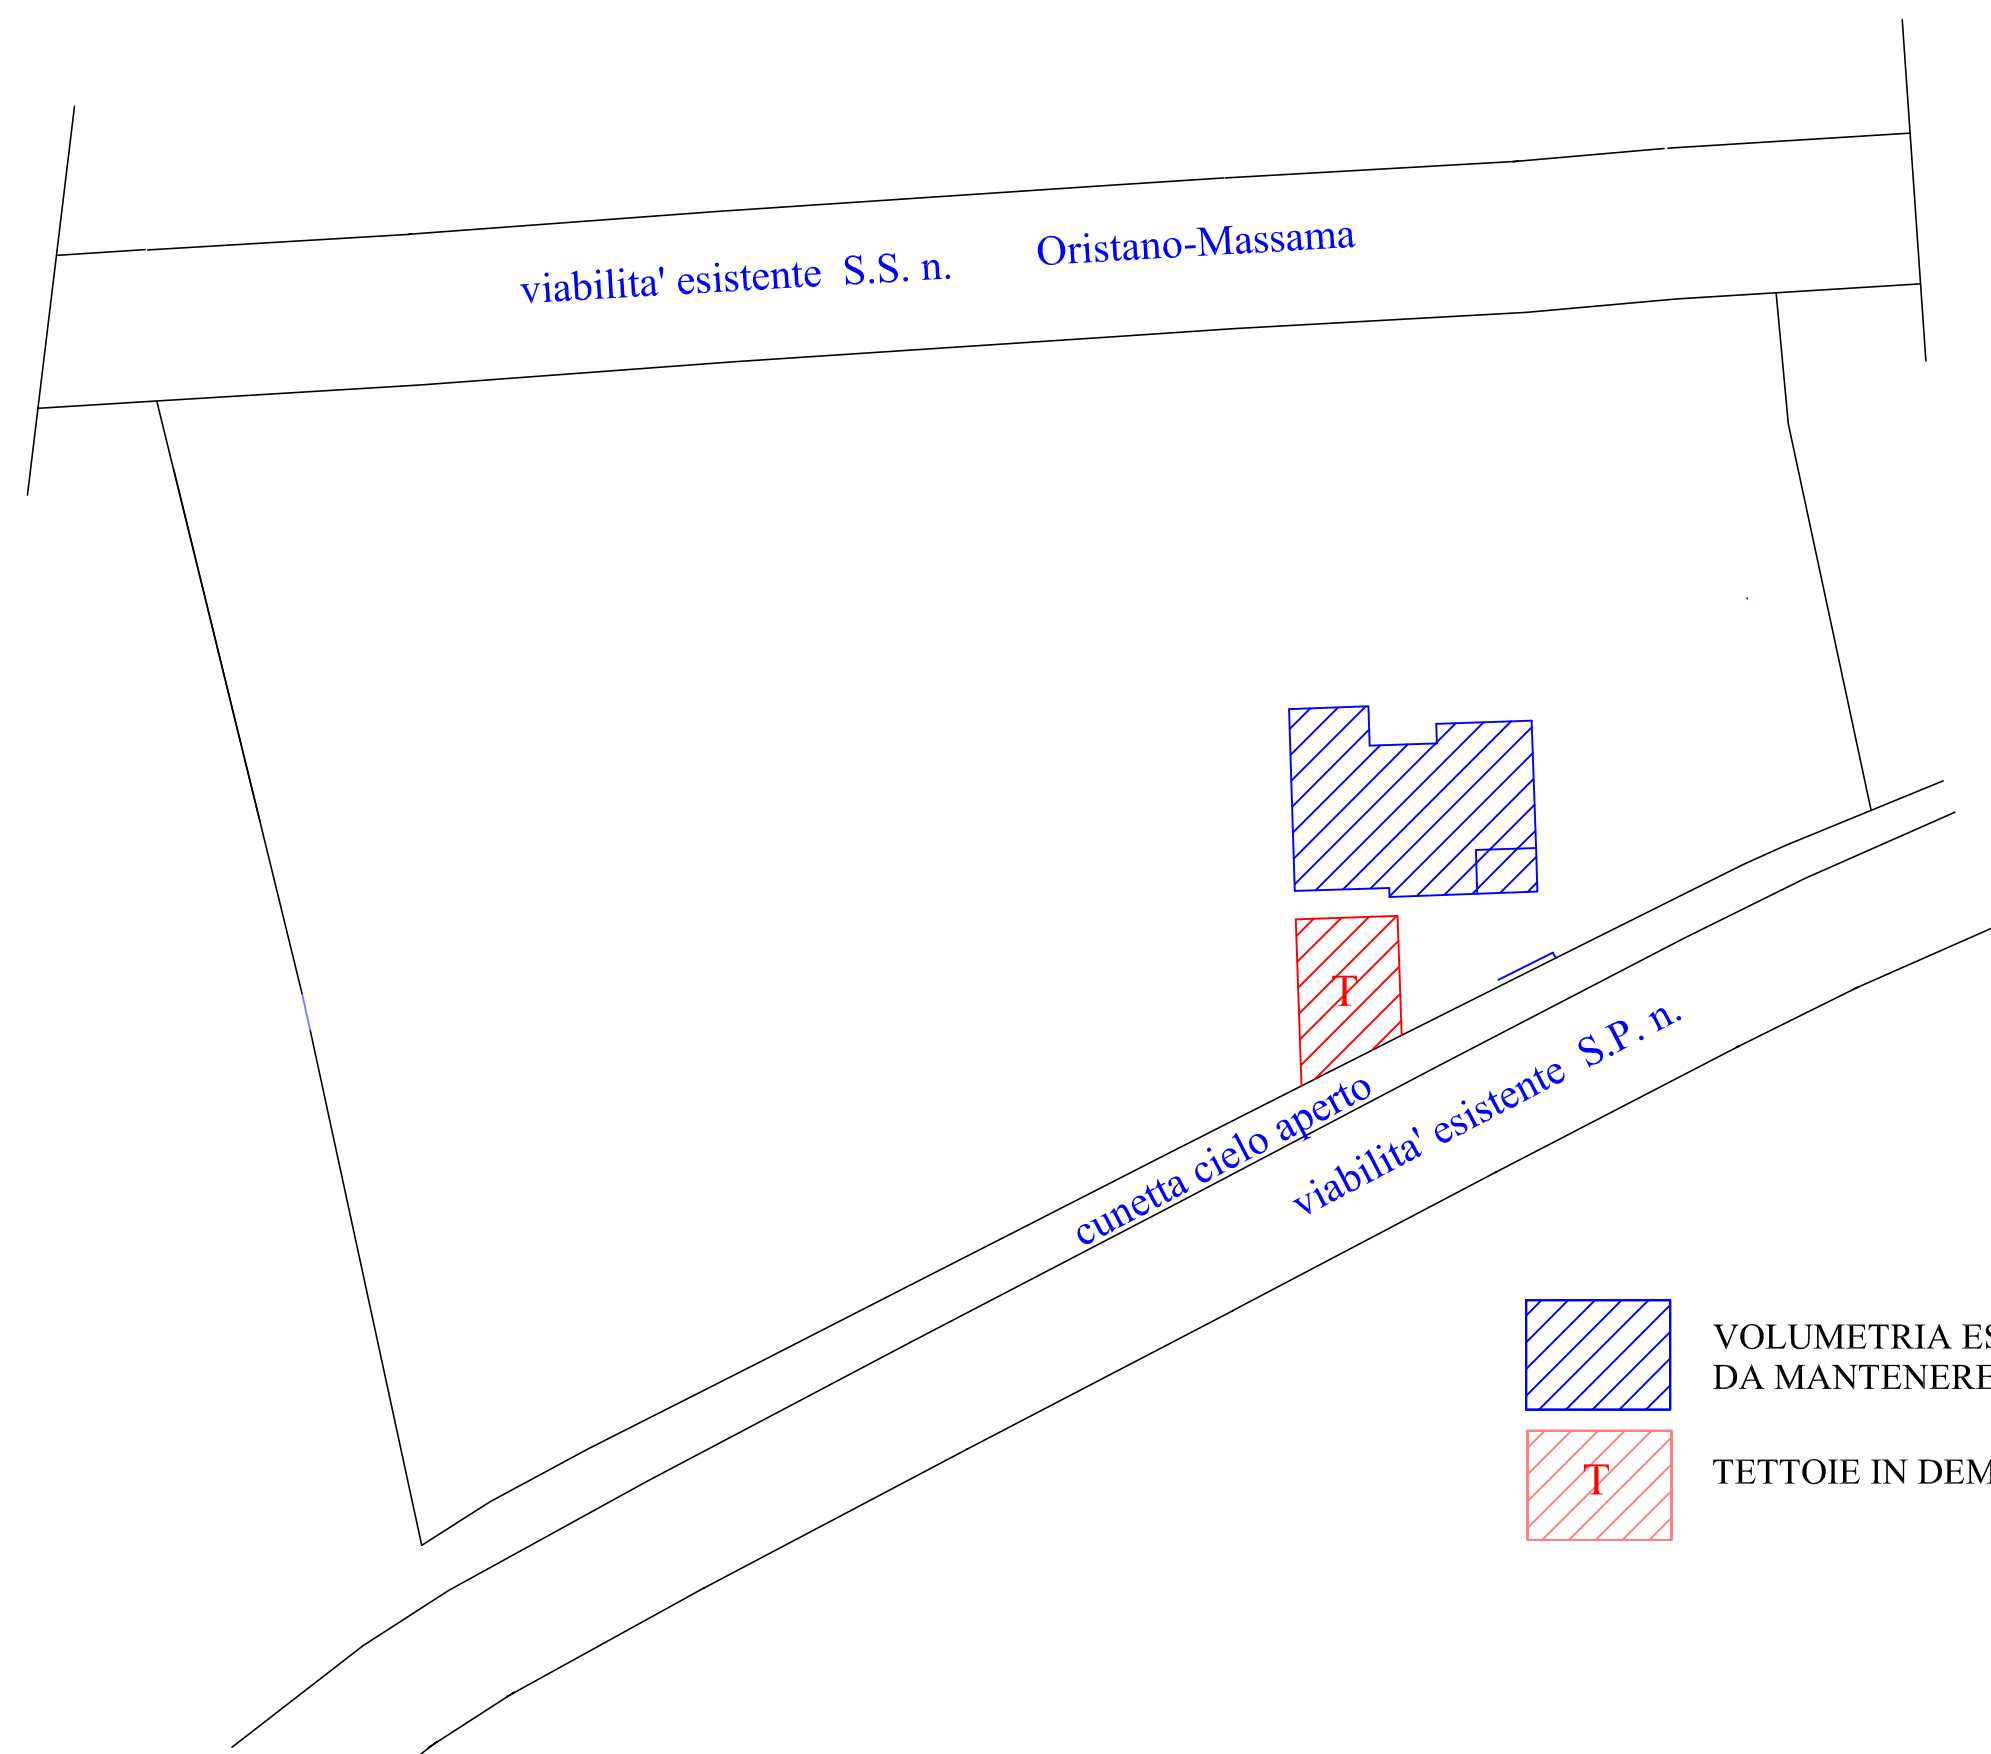 viabilita' esistente S.S. n. Oristano-Massama
T
cunetta cielo aperto
viabilita' esistente S.P. n.
VOLUMETRIA ES
DA MANTENERE
T
TETTOIE IN DEM